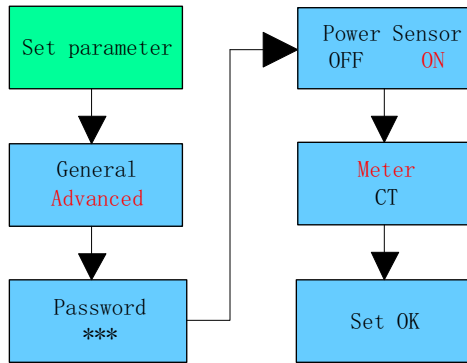 Set parameter
General
Advanced
Password
***
Power Sensor
OFF ON
Meter
CT
Set OK